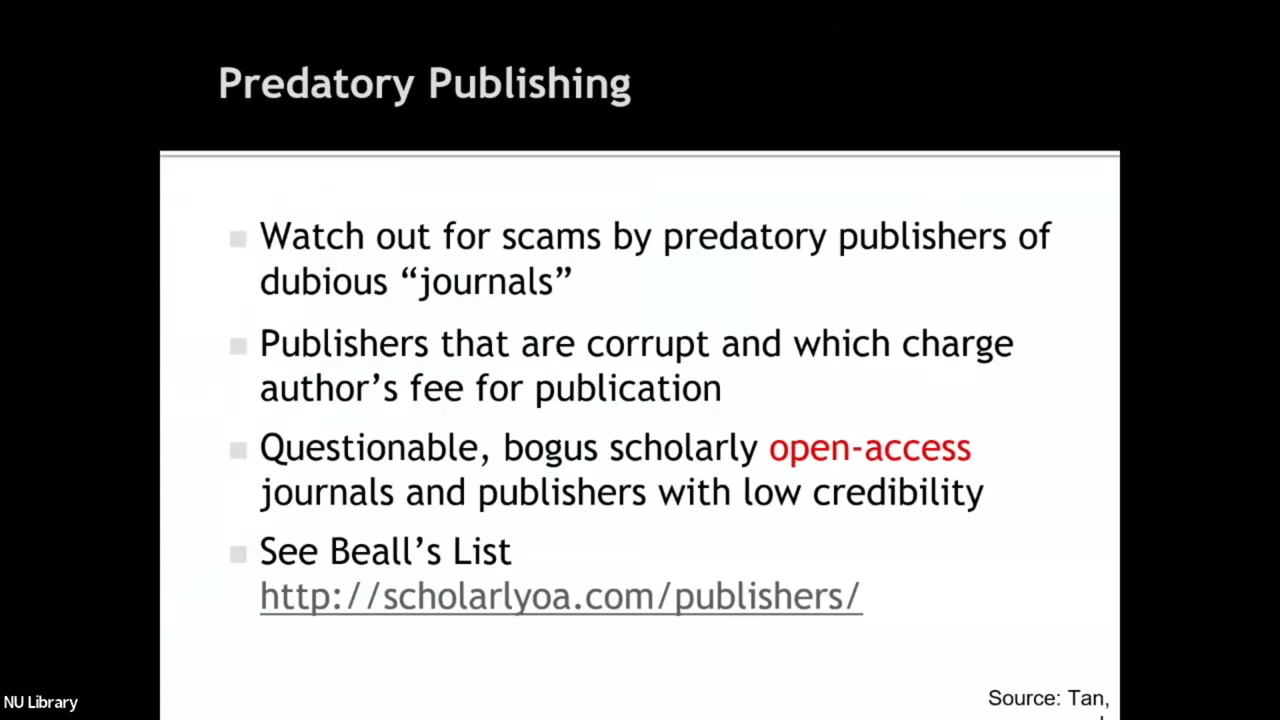 Predatory Publishing
Watch out for scams by predatory publishers of
dubious “journals”
Publishers that are corrupt and which charge
author’s fee for publication
Questionable, bogus scholarly open-access
journals and publishers with low credibility
See Beall’s List
http://scholarlyoa.com/publishers/
Source: Tan,
NU Library